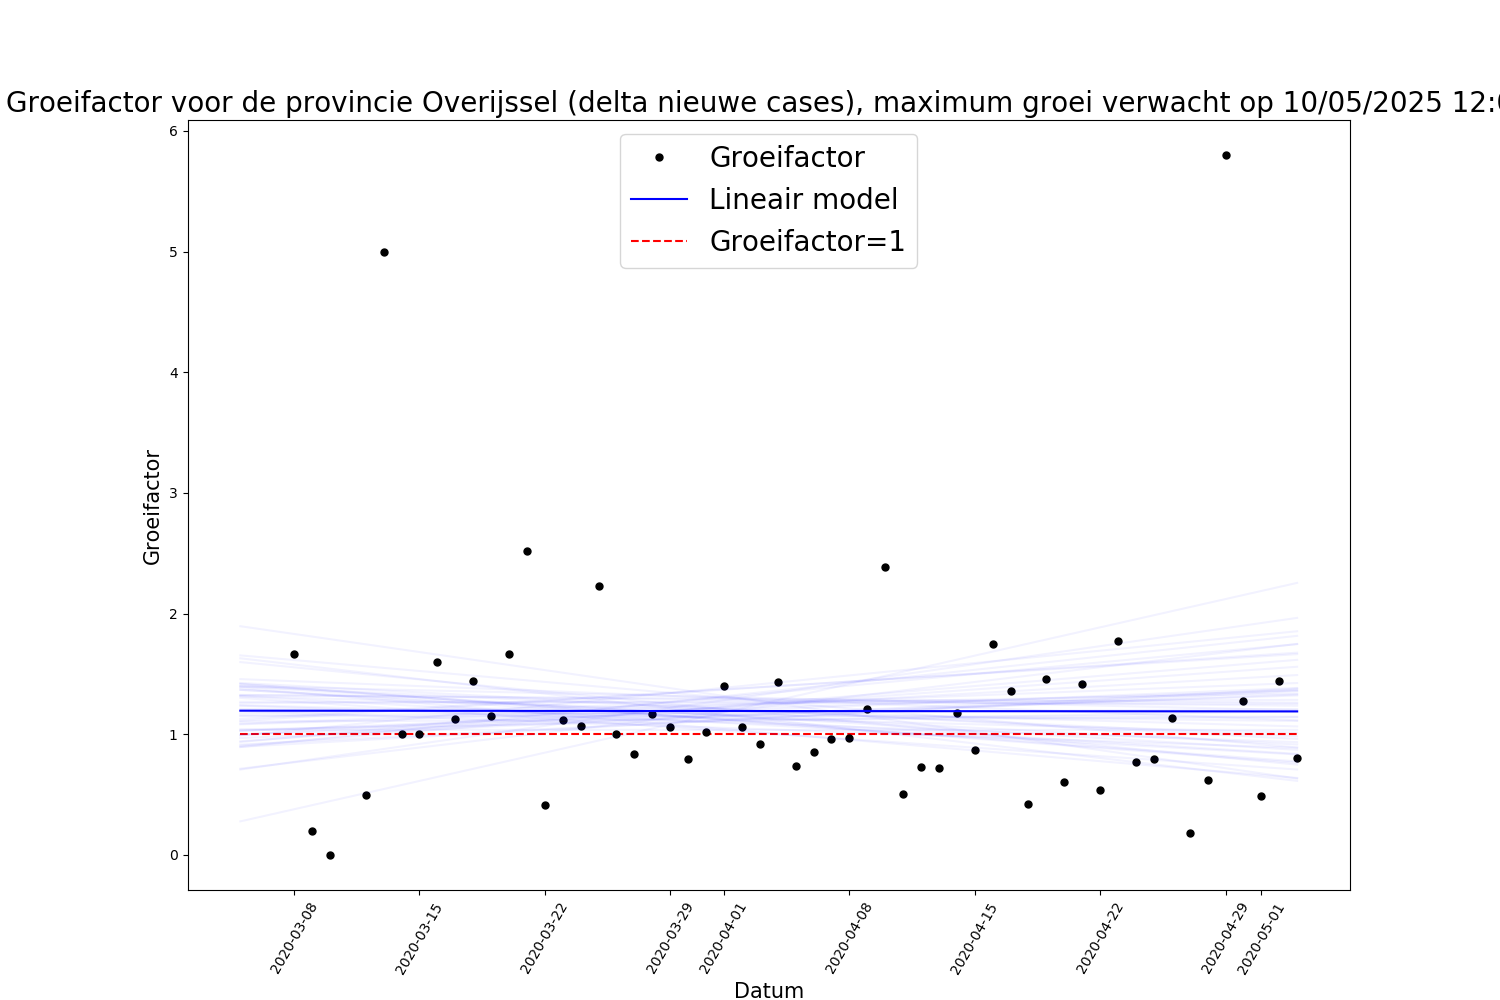 Groeifactor voor de provincie Overijssel (delta nieuwe cases), maximum groei verwacht op 10/05/2025 12:
6
5
4
3
2
1
0
Groeifactor
Groeifactor
Lineair model
Groeifactor=1
2020-03-08
2020-03-15
2020-03-22
2020-03-29
2020-04-01
2020-04-08
2020-04-15
2020-04-22
2020-04-29
2020-05-01
Datum